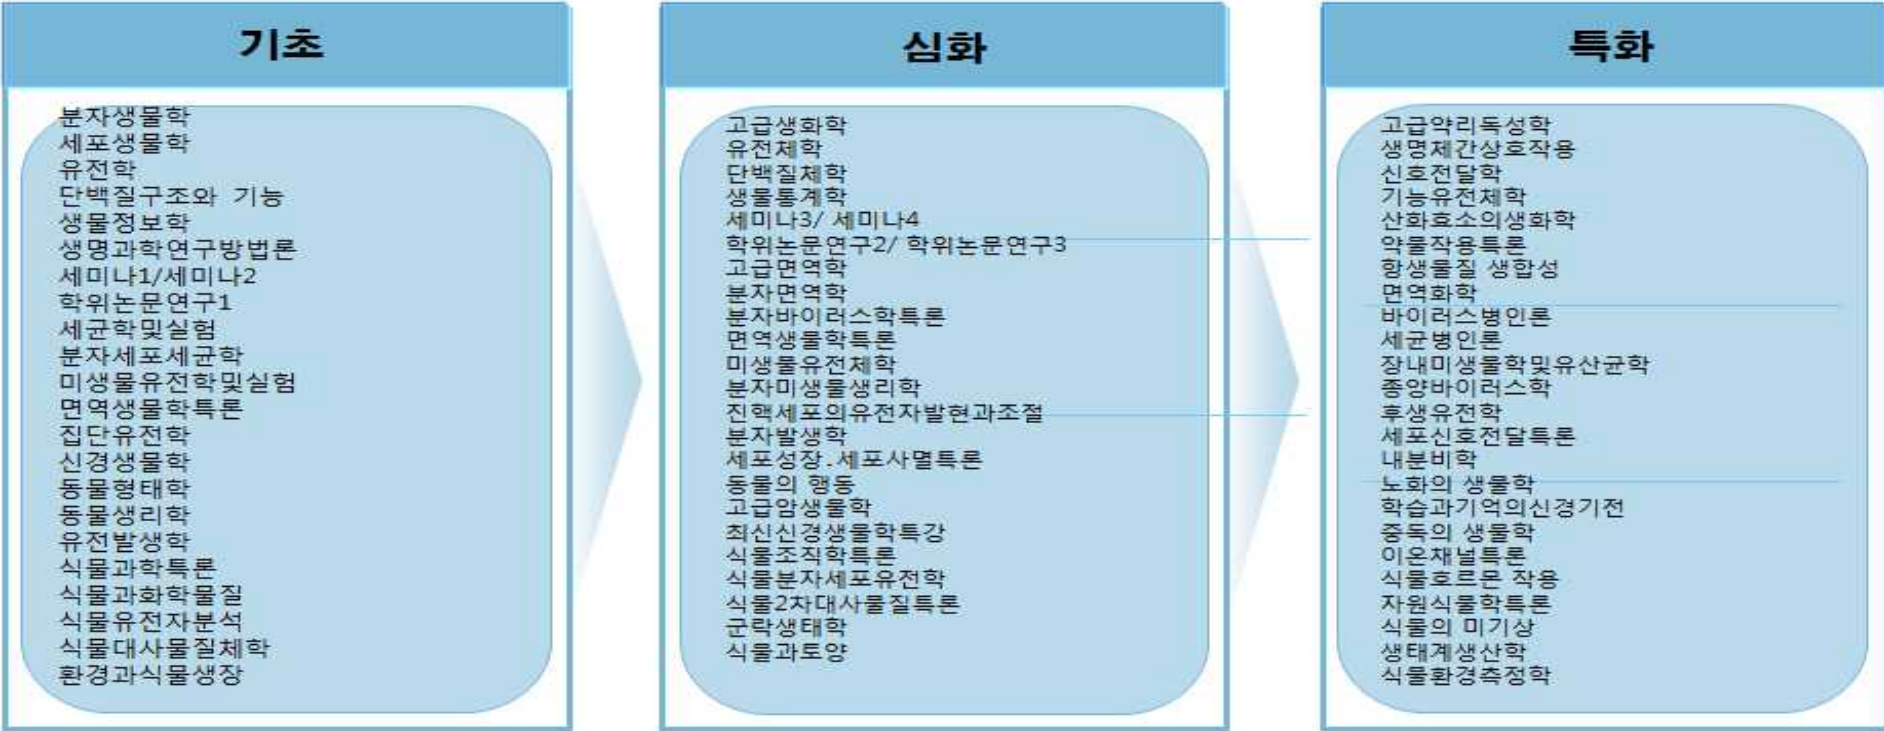 기초
분자생물학
세포생물학
유전학
단백질구조와 기능
생물정보학
생명과학연구방법론
세미나1/세미나2
학위논문연구1
세균학및실험
분자세포세균학
미생물유전학및실험
면역생물학특론
집단유전학
신경생물학
동물형태학
동물생리학
유전발생학
식물과학특론
식물과화학물질
식물유전자분석
식물대사물질체학
환경과식물생장
심화
고급생화학
유전체학
단백질체학
생물통계학
세미나3/ 세미나4
학위논문연구2/ 학위논문연구3
고급면역학
분자면역학
분자바이러스학특론
면역생물학특론
미생물유전체학
분자미생물생리학
진핵세포의유전자발현과조절
분자발생학
세포성장.세포사멸특론
동물의 행동
고급암생물학
최신신경생물학특강
식물조직학특론
식물분자세포유전학
식물2차대사물질특론
군락생태학
식물과토양
특화
고급약리독성학
생명체간상호작용
신호전달학
기능유전체학
산화효소의생화학
약물작용특론
항생물질 생합성
면역화학
바이러스병인론
세균병인론
장내미생물학및유산균학
종양바이러스학
후생유전학
세포신호전달특론
내분비학
노화의 생물학
학습과기억의신경기전
중독의 생물학
이온채널특론
식물호르몬 작용
자원식물학특론
식물의 미기상
생태계생산학
식물환경측정학